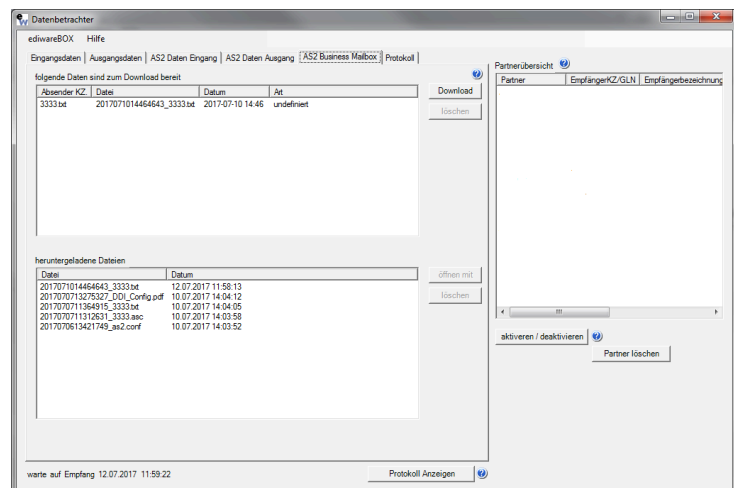 Datenbetrachter
ediwareBOX Hilfe
Eingangsdaten Ausgangsdaten AS2 Daten Eingang AS2 Daten Ausgang AS2 Business Mailbox Protokoll
folgende Daten sind zum Download bereit
Absender KZ. Datei Datum Art
3333.txt 2017071014464643_3333.txt 2017-07-10 14:46 undefiniert
Download
löschen
heruntergeladene Dateien
Datei Datum
2017071014464643_3333.txt 12.07.2017 11:58:13
2017070713275327_DDI_Config.pdf 10.07.2017 14:04:12
2017070711364915_3333.txt 10.07.2017 14:04:05
2017070711312631_3333.asc 10.07.2017 14:03:58
2017070613421749_as2.conf 10.07.2017 14:03:52
öffnen mit
löschen
Partnerübersicht
Partner EmpfängerKZ/GLN Empfängerbezeichnung
aktiveren / deaktivieren
Partner löschen
warte auf Empfang 12.07.2017 11:59:22
Protokoll Anzeigen